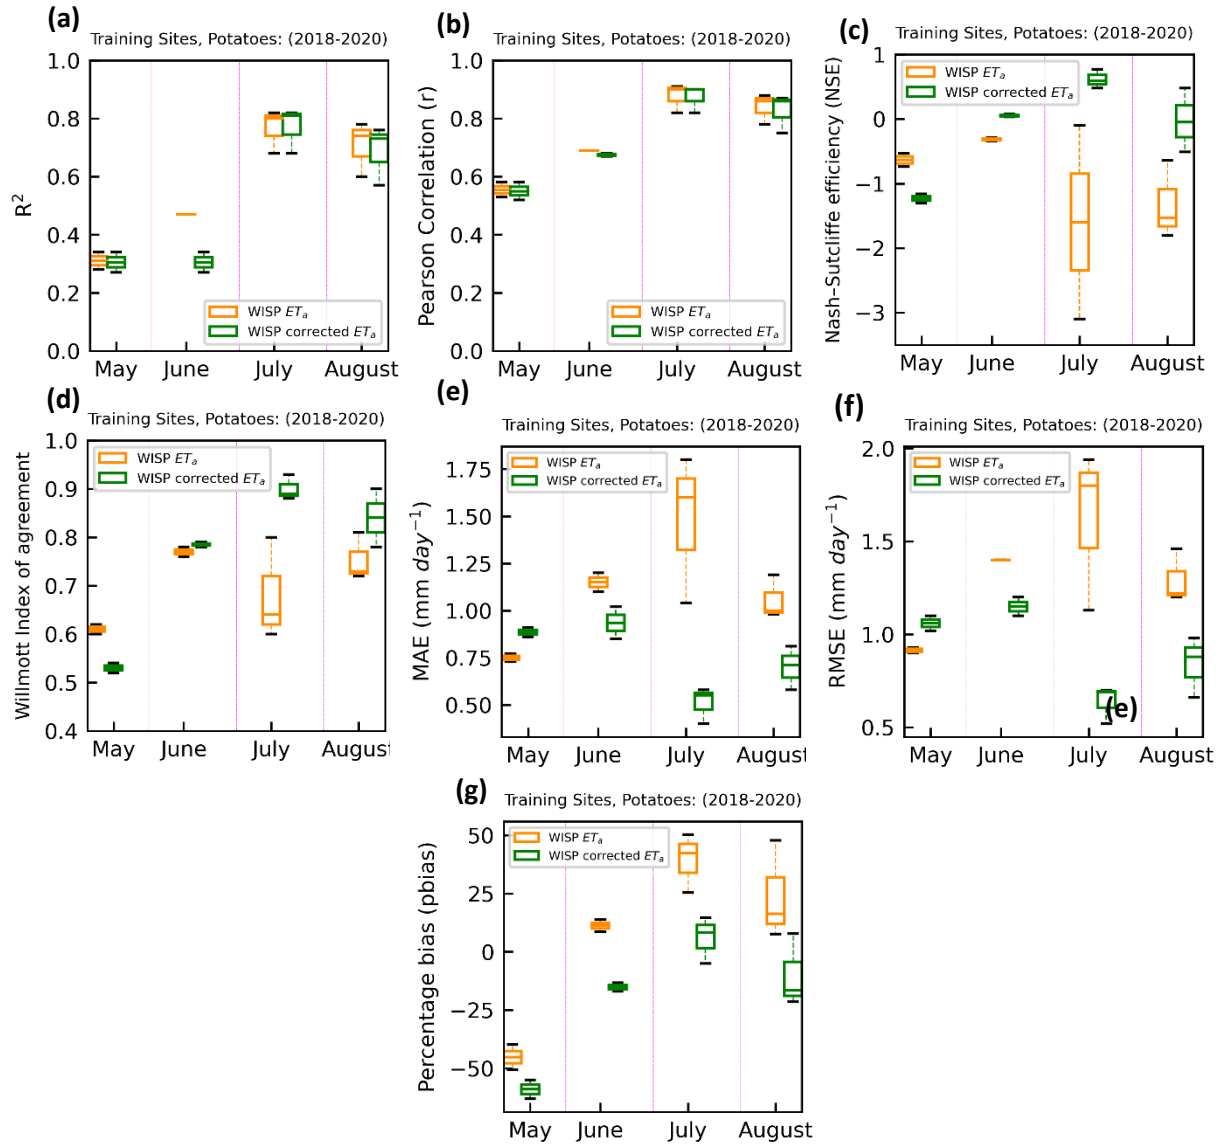 (a)
Training Sites, Potatoes: (2018-2020)
1.0
0.8
0.6
0.4
0.2
0.0
R²
WISP ETₐ
WISP corrected ETₐ
May June July August
(b)
Training Sites, Potatoes: (2018-2020)
1.0
0.8
0.6
0.4
0.2
0.0
Pearson Correlation (r)
WISP ETₐ
WISP corrected ETₐ
May June July August
(c)
Training Sites, Potatoes: (2018-2020)
1
0
−1
−2
−3
Nash–Sutcliffe efficiency (NSE)
WISP ETₐ
WISP corrected ETₐ
May June July August
(d)
Training Sites, Potatoes: (2018-2020)
1.0
0.9
0.8
0.7
0.6
0.5
0.4
Willmott Index of agreement
WISP ETₐ
WISP corrected ETₐ
May June July August
(e)
Training Sites, Potatoes: (2018-2020)
1.75
1.50
1.25
1.00
0.75
0.50
MAE (mm day⁻¹)
WISP ETₐ
WISP corrected ETₐ
May June July August
(f)
Training Sites, Potatoes: (2018-2020)
2.0
1.5
1.0
0.5
RMSE (mm day⁻¹)
WISP ETₐ
WISP corrected ETₐ
(e)
May June July August
(g)
Training Sites, Potatoes: (2018-2020)
50
25
0
−25
−50
Percentage bias (pbias)
WISP ETₐ
WISP corrected ETₐ
May June July August